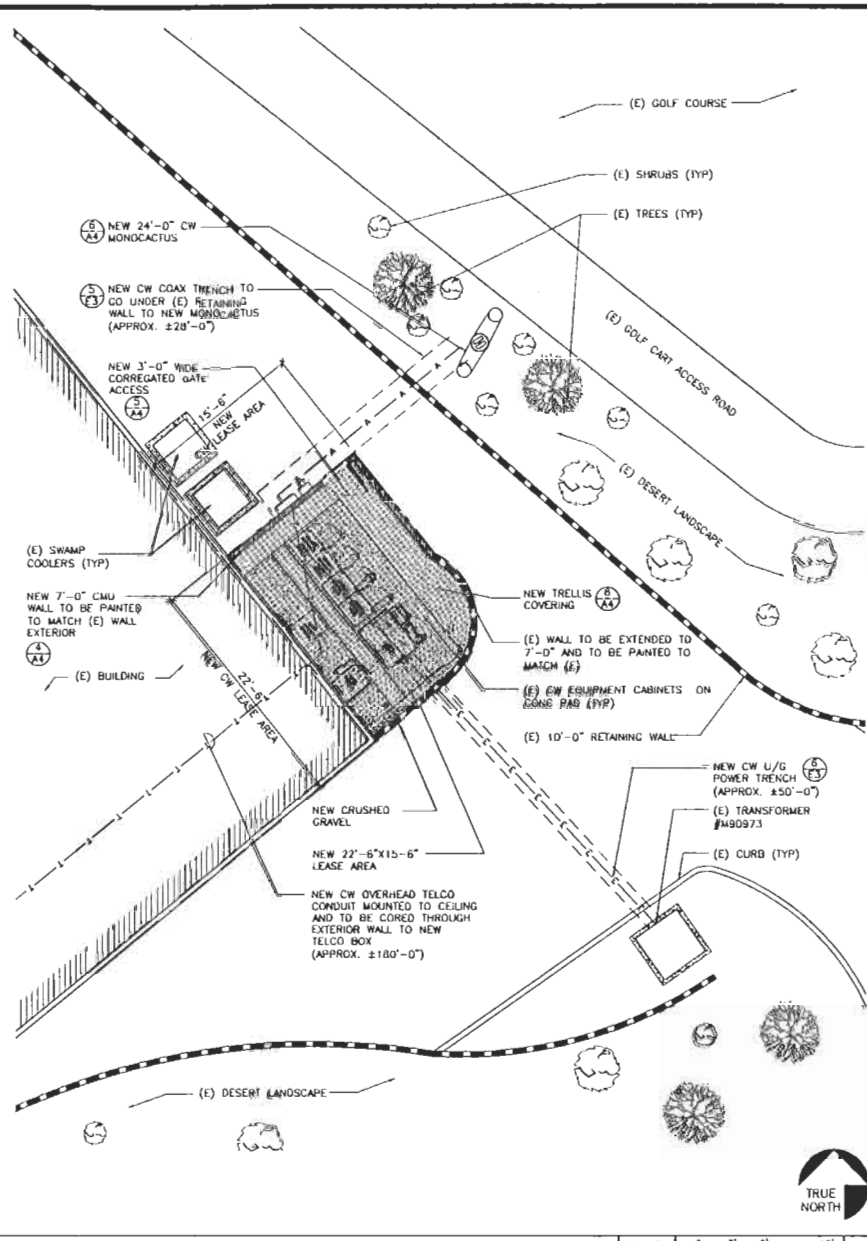 (E) GOLF COURSE
(E) SHRUBS (TYP)
(E) TREES (TYP)
6
A4
NEW 24'-0" CW
MONOCACTUS
5
E3
NEW CW COAX TRENCH TO
GO UNDER (E) RETAINING
WALL TO NEW MONOCACTUS
(APPROX. ±28'-0")
(E) GOLF CART ACCESS ROAD
NEW 3'-0" WIDE
CORREGATED GATE
ACCESS
5
A4
15'-6"
NEW
CW
LEASE AREA
(E) DESERT LANDSCAPE
(E) SWAMP
COOLERS (TYP)
NEW 7'-0" CMU
WALL TO BE PAINTED
TO MATCH (E) WALL
EXTERIOR
4
A4
NEW TRELLIS
COVERING
6
A4
(E) WALL TO BE EXTENDED TO
7'-0" AND TO BE PAINTED TO
MATCH (E)
(E) BUILDING
22'-6"
NEW CW LEASE AREA
(E) CW EQUIPMENT CABINETS ON
CONC PAD (TYP)
(E) 10'-0" RETAINING WALL
NEW CW U/G
POWER TRENCH
(APPROX. ±50'-0")
6
E3
(E) TRANSFORMER
#M90973
(E) CURB (TYP)
NEW CRUSHED
GRAVEL
NEW 22'-6"X15-6"
LEASE AREA
NEW CW OVERHEAD TELCO
CONDUIT MOUNTED TO CEILING
AND TO BE CORED THROUGH
EXTERIOR WALL TO NEW
TELCO BOX
(APPROX. ±180'-0")
(E) DESERT LANDSCAPE
TRUE
NORTH